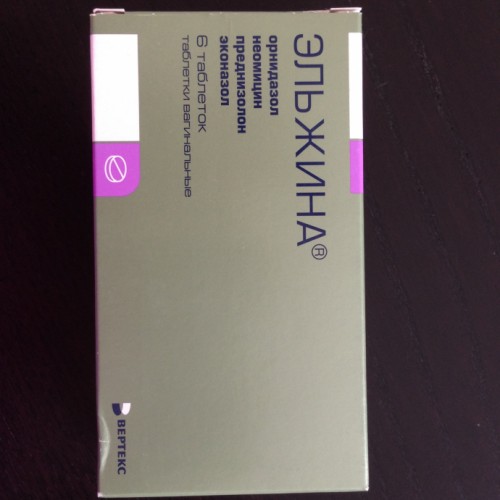 ЭЛЬЖИНА®
орнидазол
неомицин
преднизолон
эконазол
6 таблеток
таблетки вагинальные
ВЕРТЕКС